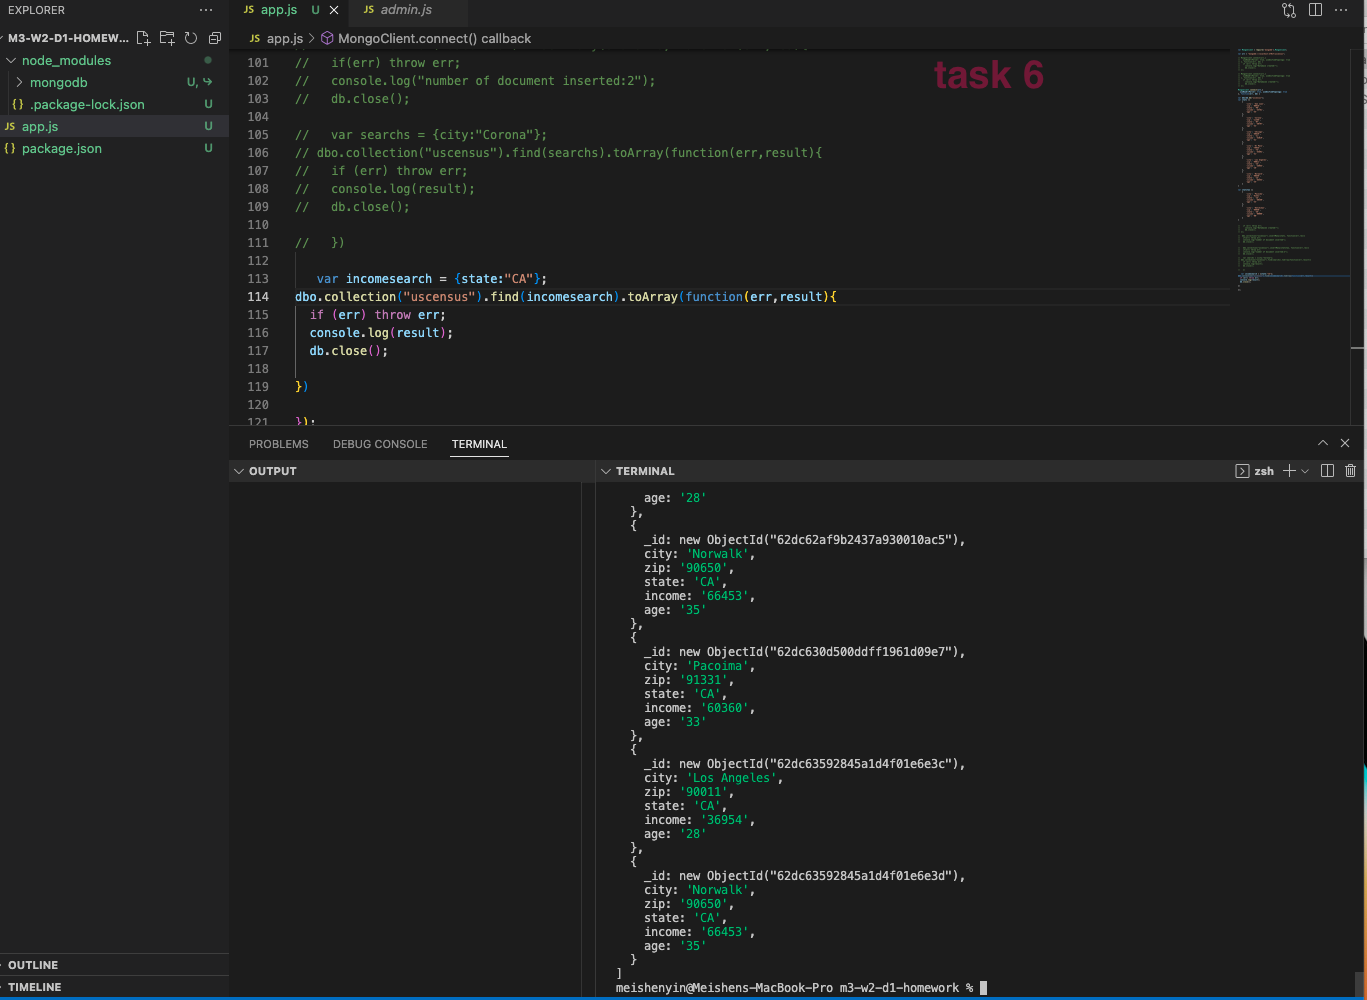 EXPLORER
JS app.js U
JS admin.js
M3-W2-D1-HOMEW...
JS app.js > MongoClient.connect() callback
node_modules
mongodb U,
{} .package-lock.json U
JS app.js U
{} package.json U
task 6
101 //   if(err) throw err;
102 //   console.log("number of document inserted:2");
103 //   db.close();
104
105 //   var searchs = {city:"Corona"};
106 // dbo.collection("uscensus").find(searchs).toArray(function(err,result){
107 //   if (err) throw err;
108 //   console.log(result);
109 //   db.close();
110
111 //   })
112
113 var incomesearch = {state:"CA"};
114 dbo.collection("uscensus").find(incomesearch).toArray(function(err,result){
115 if (err) throw err;
116 console.log(result);
117 db.close();
118
119 })
120
121 });
PROBLEMS DEBUG CONSOLE TERMINAL
OUTPUT
TERMINAL
zsh
age: '28'
},
{
_id: new ObjectId("62dc62af9b2437a930010ac5"),
city: 'Norwalk',
zip: '90650',
state: 'CA',
income: '66453',
age: '35'
},
{
_id: new ObjectId("62dc630d500ddff1961d09e7"),
city: 'Pacoima',
zip: '91331',
state: 'CA',
income: '60360',
age: '33'
},
{
_id: new ObjectId("62dc63592845a1d4f01e6e3c"),
city: 'Los Angeles',
zip: '90011',
state: 'CA',
income: '36954',
age: '28'
},
{
_id: new ObjectId("62dc63592845a1d4f01e6e3d"),
city: 'Norwalk',
zip: '90650',
state: 'CA',
income: '66453',
age: '35'
}
]
meishenyin@Meishens-MacBook-Pro m3-w2-d1-homework %
OUTLINE
TIMELINE